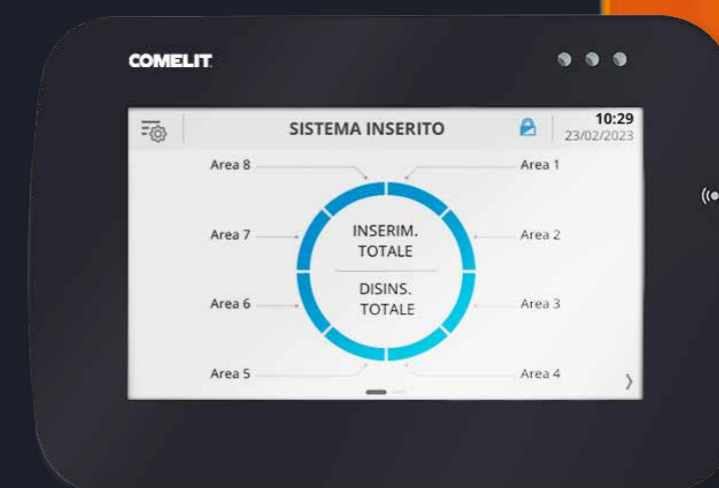 COMELIT
SISTEMA INSERITO
10:29
23/02/2023
Area 8
Area 1
Area 7
INSERIM.
TOTALE
Area 2
Area 6
DISINS.
TOTALE
Area 3
Area 5
Area 4